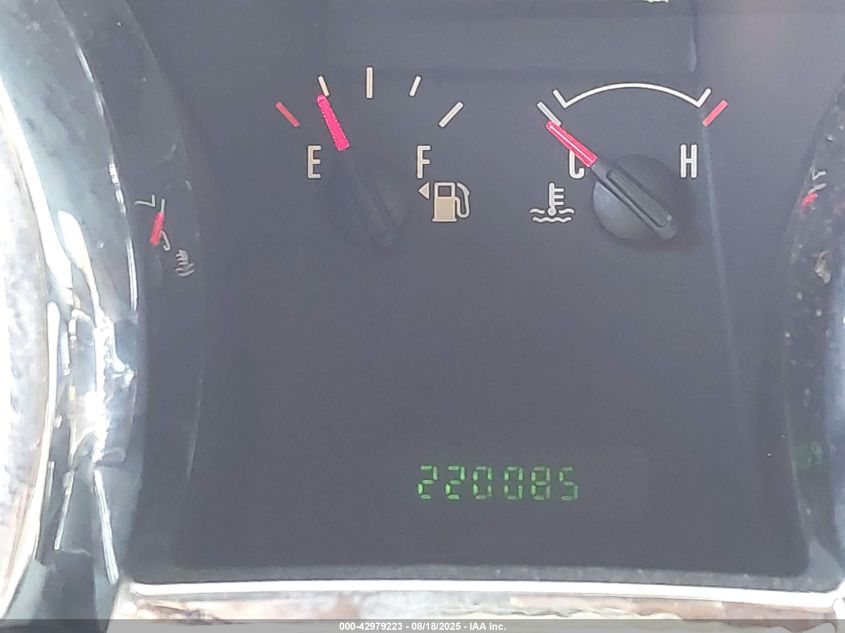 E F
C H
220085
000-42979223 - 08/18/2025 - IAA Inc.